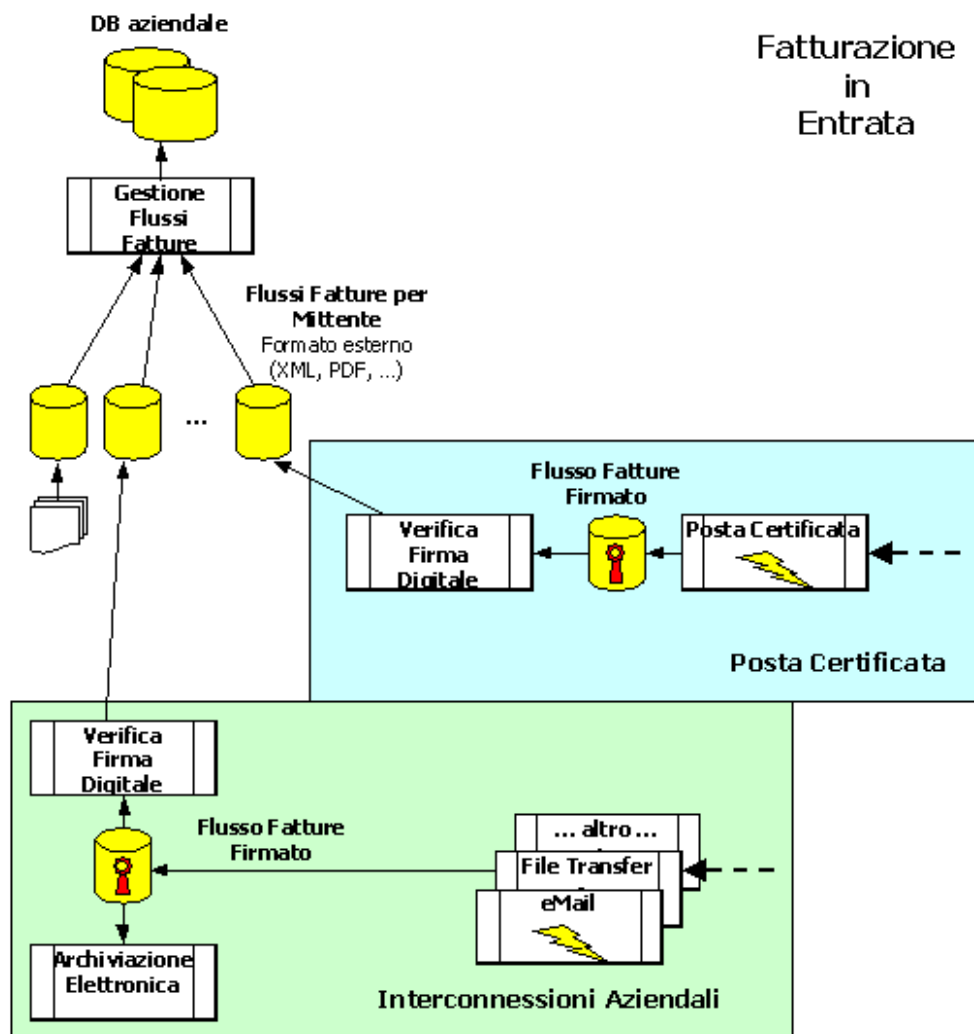 DB aziendale
Fatturazione
in
Entrata
Gestione
Flussi
Fatture
Flussi Fatture per
Mittente
Formato esterno
(XML, PDF, ...)
...
Flusso Fatture
Firmato
Verifica
Firma
Digitale
Posta Certificata
Posta Certificata
Verifica
Firma
Digitale
Flusso Fatture
Firmato
... altro ...
File Transfer
eMail
Archiviazione
Elettronica
Interconnessioni Aziendali